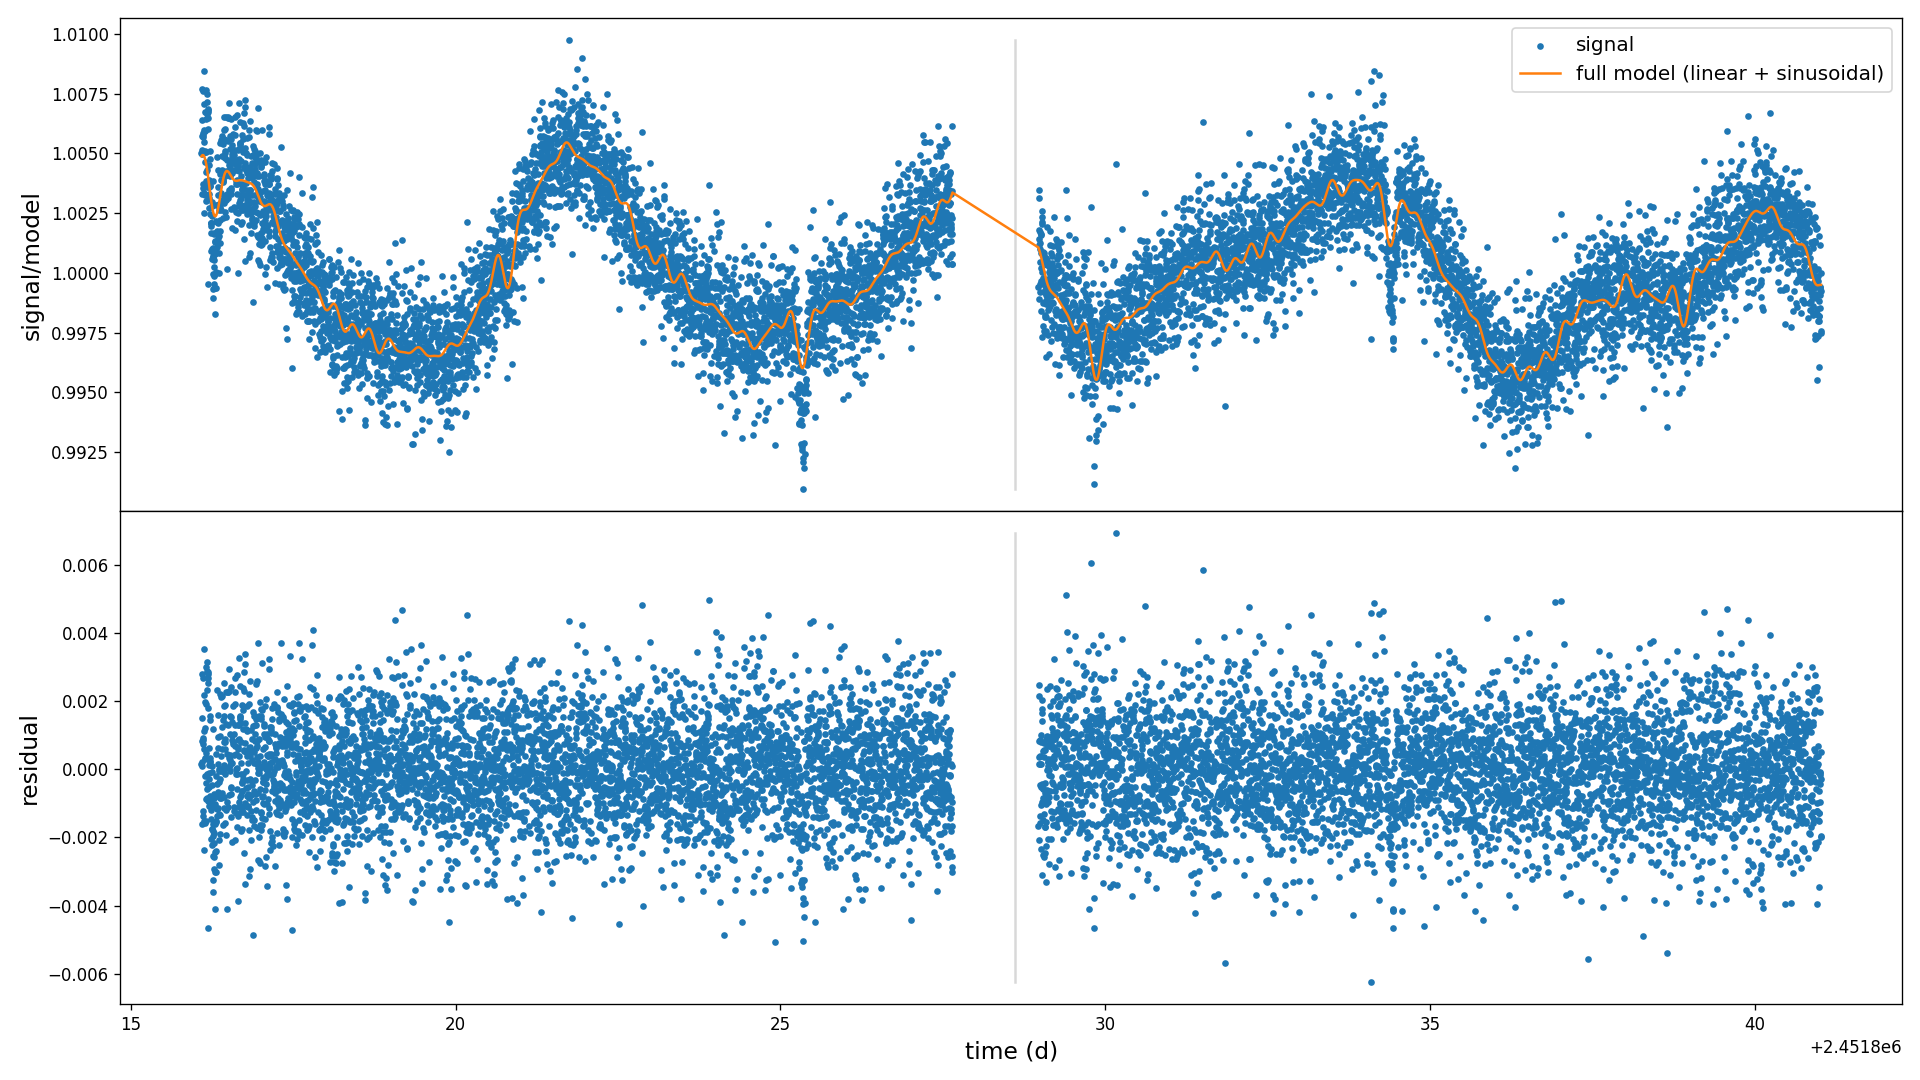 signal/model
1.0100
1.0075
1.0050
1.0025
1.0000
0.9975
0.9950
0.9925
signal
full model (linear + sinusoidal)
residual
0.006
0.004
0.002
0.000
−0.002
−0.004
−0.006
15 20 25 30 35 40
time (d)
+2.4518e6